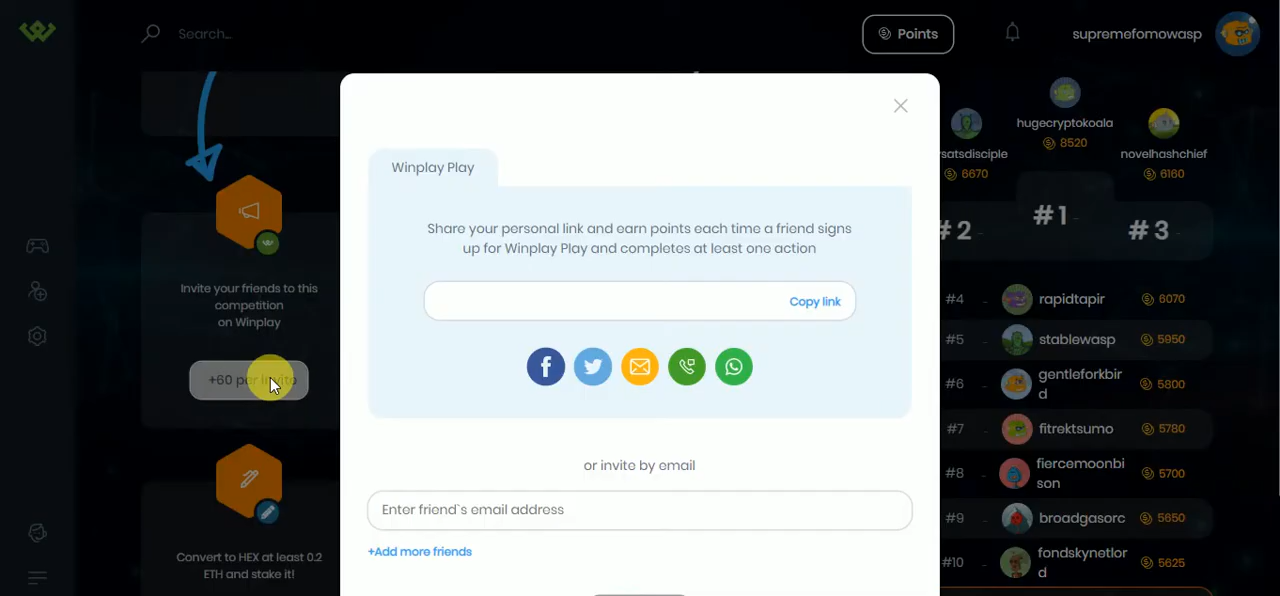 Search...
Points
supremefomowasp
Winplay Play
Share your personal link and earn points each time a friend signs
up for Winplay Play and completes at least one action
Copy link
or invite by email
Enter friend`s email address
+Add more friends
Invite your friends to this
competition
on Winplay
+60 per invite
Convert to HEX at least 0.2
ETH and stake it!
hugecryptokoala
8520
satsdisciple
6670
novelhashchief
6160
#1
#2
#3
#4
rapidtapir
6070
stablewasp
5950
#6
gentleforkbir
d
5800
#7
fitrektsumo
5780
#8
fiercemoonbi
son
5700
#9
broadgasorc
5650
#10
fondskynetlor
d
5625